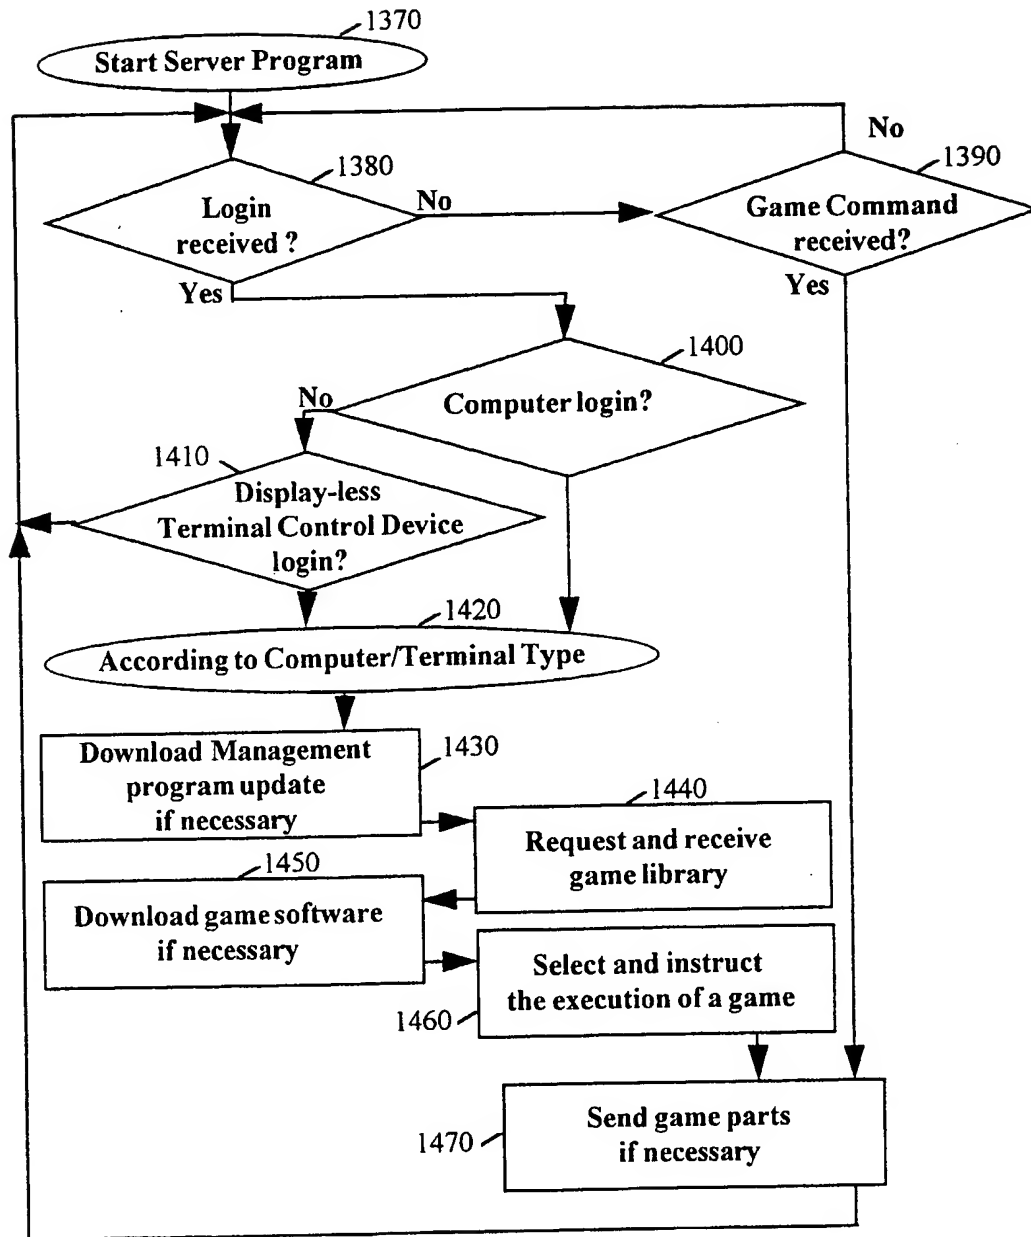 1370
Start Server Program
No
1380
1390
Login
received ?
No
Game Command
received?
Yes
Yes
1400
No
Computer login?
1410
Display-less
Terminal Control Device
login?
1420
According to Computer/Terminal Type
Download Management
program update
if necessary
1430
1440
Request and receive
game library
1450
Download game software
if necessary
Select and instruct
the execution of a game
1460
Send game parts
if necessary
1470